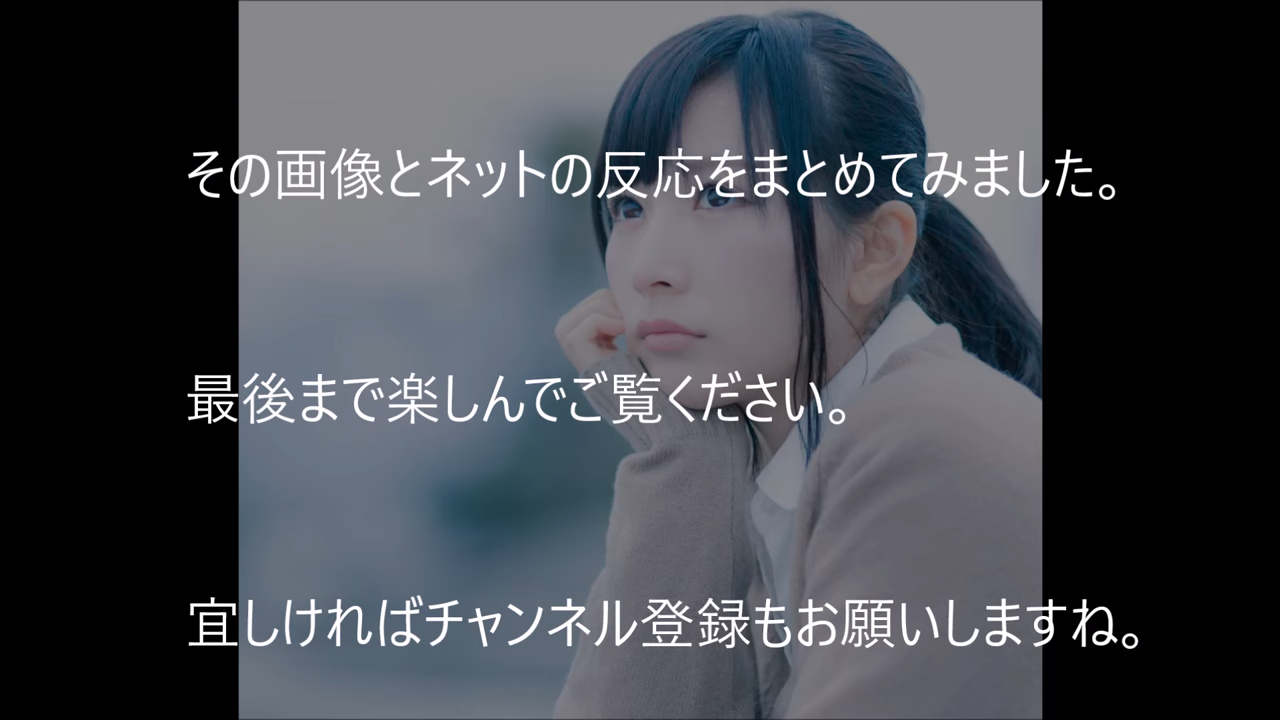 その画像とネットの反応をまとめてみました。
最後まで楽しんでご覧ください。
宜しければチャンネル登録もお願いしますね。